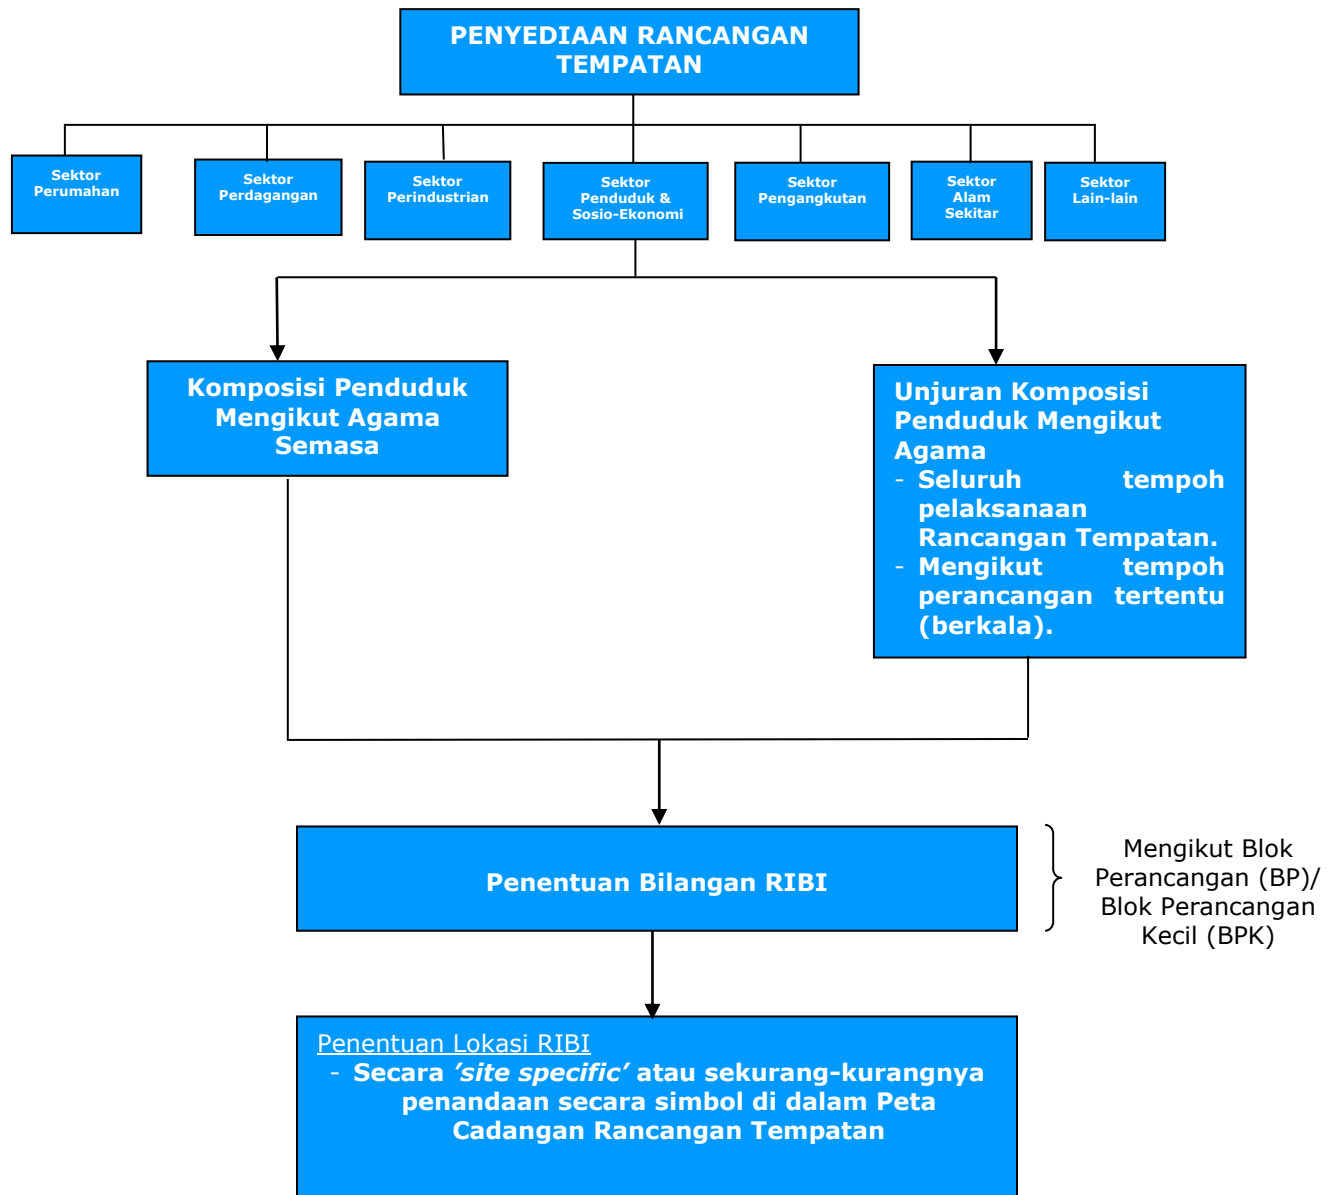 PENYEDIAAN RANCANGAN
TEMPATAN
Sektor
Perumahan
Sektor
Perdagangan
Sektor
Perindustrian
Sektor
Penduduk &
Sosio-Ekonomi
Sektor
Pengangkutan
Sektor
Alam
Sekitar
Sektor
Lain-lain
Komposisi Penduduk
Mengikut Agama
Semasa
Unjuran Komposisi
Penduduk Mengikut
Agama
- Seluruh tempoh
pelaksanaan
Rancangan Tempatan.
- Mengikut tempoh
perancangan tertentu
(berkala).
Penentuan Bilangan RIBI
Mengikut Blok
Perancangan (BP)/
Blok Perancangan
Kecil (BPK)
Penentuan Lokasi RIBI
- Secara 'site specific' atau sekurang-kurangnya
penandaan secara simbol di dalam Peta
Cadangan Rancangan Tempatan